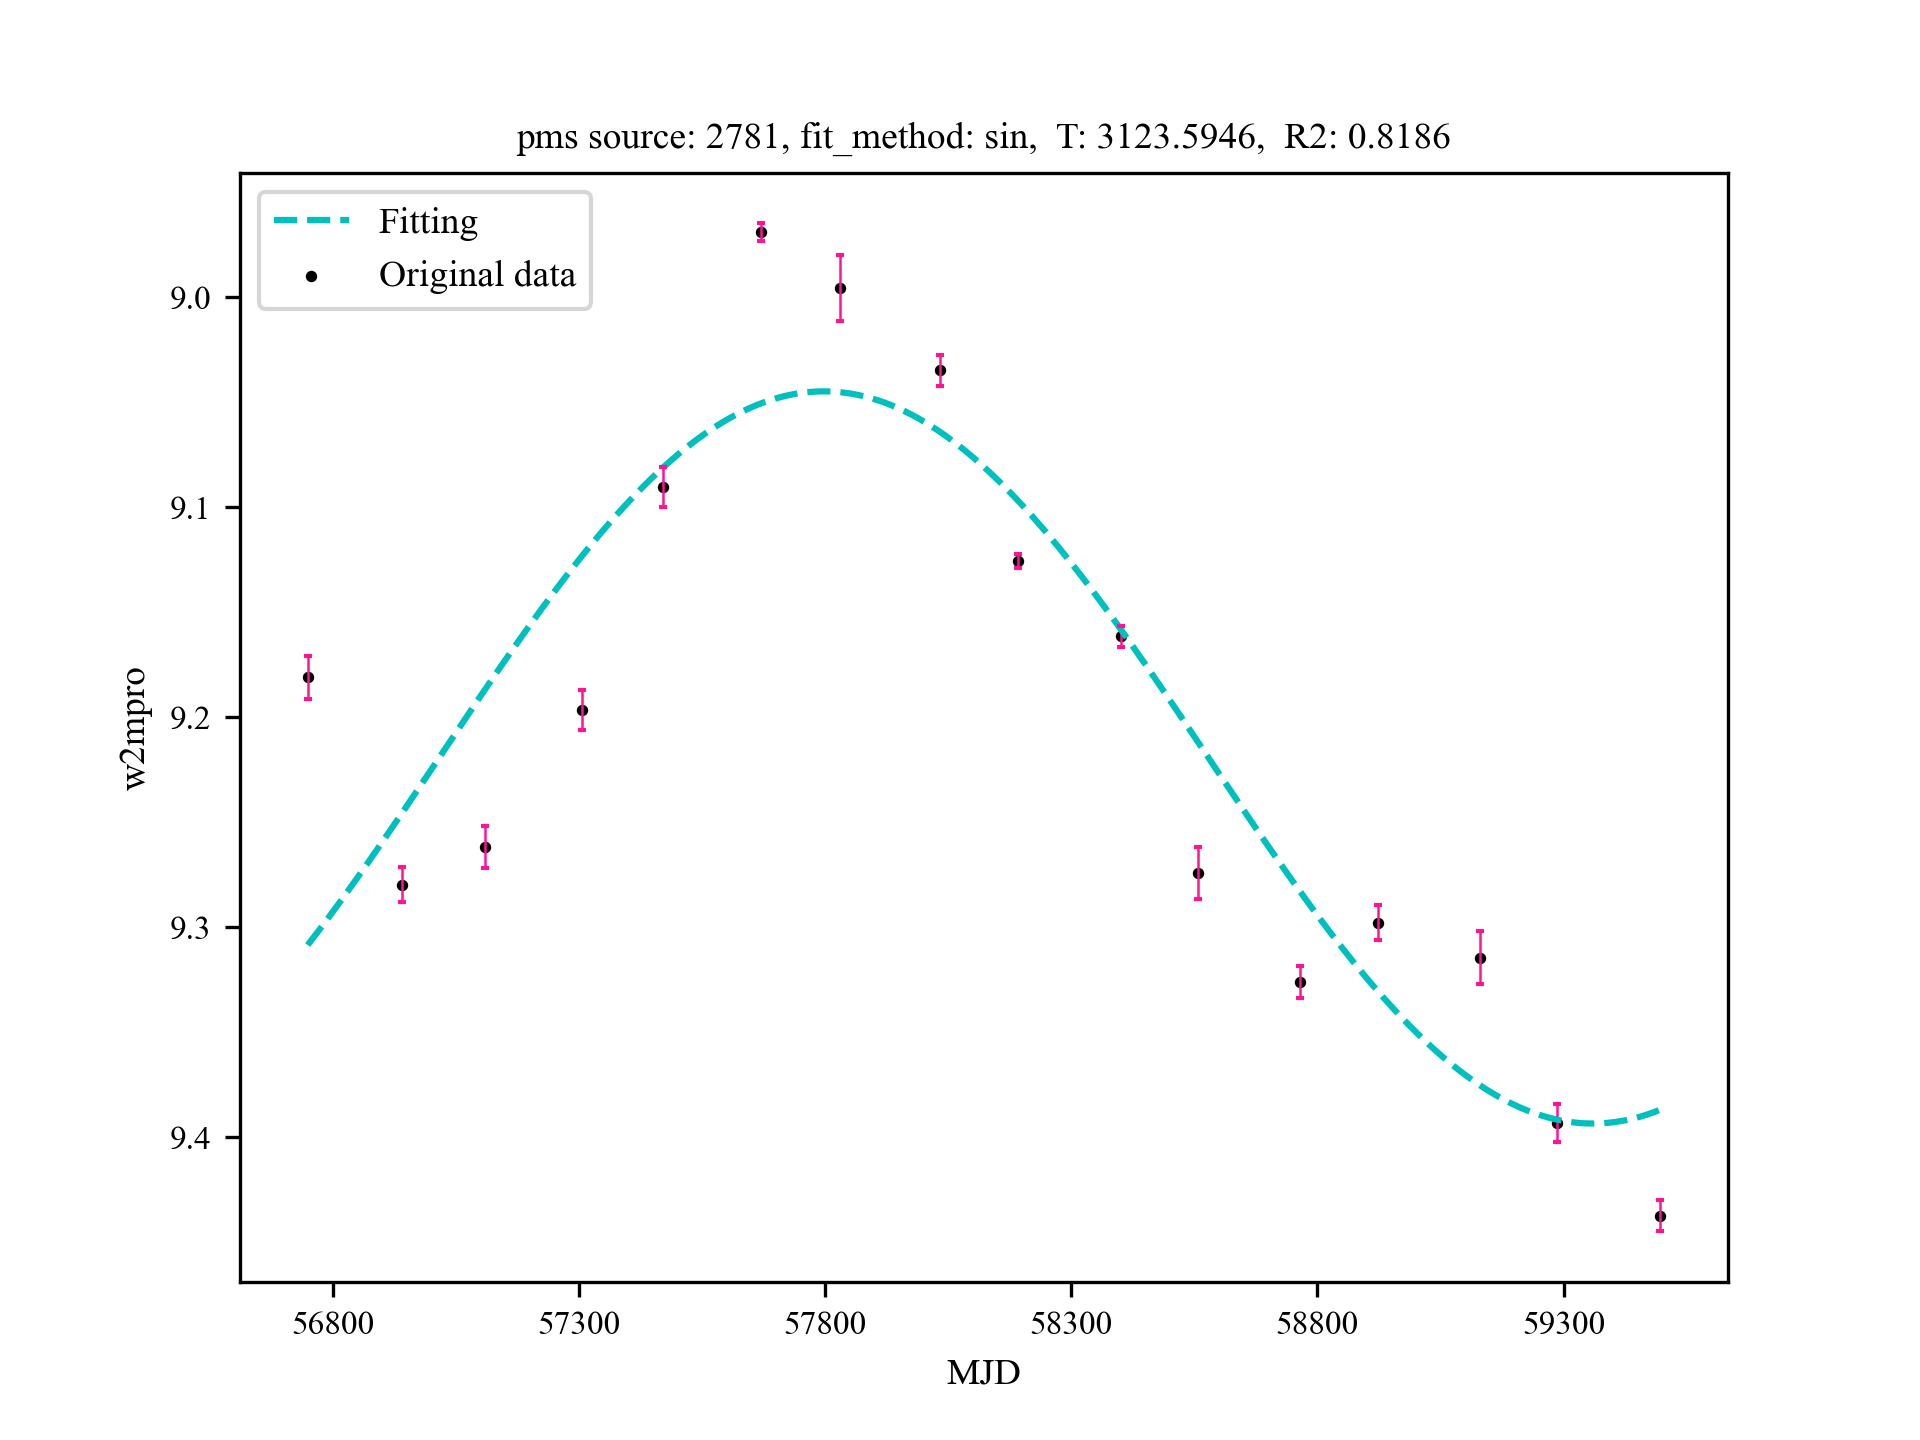 pms source: 2781, fit_method: sin,  T: 3123.5946,  R2: 0.8186
Fitting
Original data
9.0
9.1
9.2
9.3
9.4
w2mpro
56800
57300
57800
58300
58800
59300
MJD